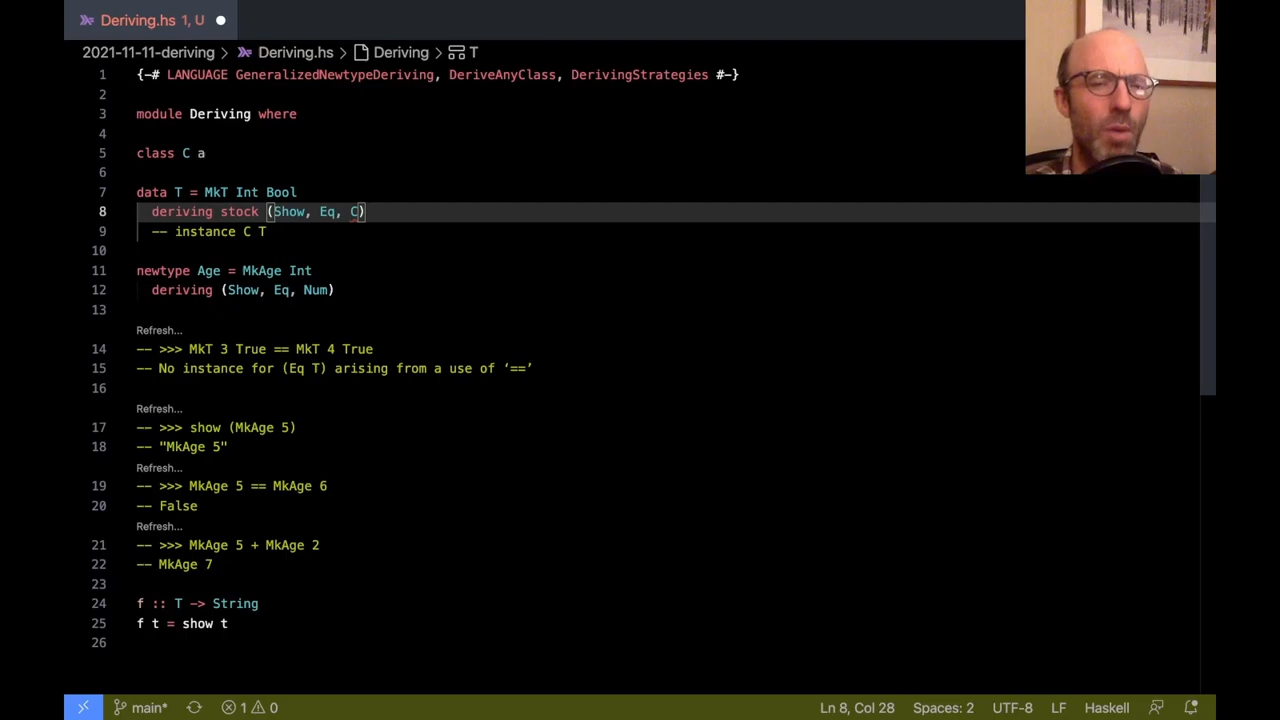 Deriving.hs 1, U
2021-11-11-deriving > Deriving.hs > Deriving > T
1 {-# LANGUAGE GeneralizedNewtypeDeriving, DeriveAnyClass, DerivingStrategies #-}
2
3 module Deriving where
4
5 class C a
6
7 data T = MkT Int Bool
8 deriving stock (Show, Eq, C)
9 -- instance C T
10
11 newtype Age = MkAge Int
12 deriving (Show, Eq, Num)
13
Refresh...
14 -- >>> MkT 3 True == MkT 4 True
15 -- No instance for (Eq T) arising from a use of ‘==’
16
Refresh...
17 -- >>> show (MkAge 5)
18 -- "MkAge 5"
Refresh...
19 -- >>> MkAge 5 == MkAge 6
20 -- False
Refresh...
21 -- >>> MkAge 5 + MkAge 2
22 -- MkAge 7
23
24 f :: T -> String
25 f t = show t
26
main* 1 0 Ln 8, Col 28 Spaces: 2 UTF-8 LF Haskell